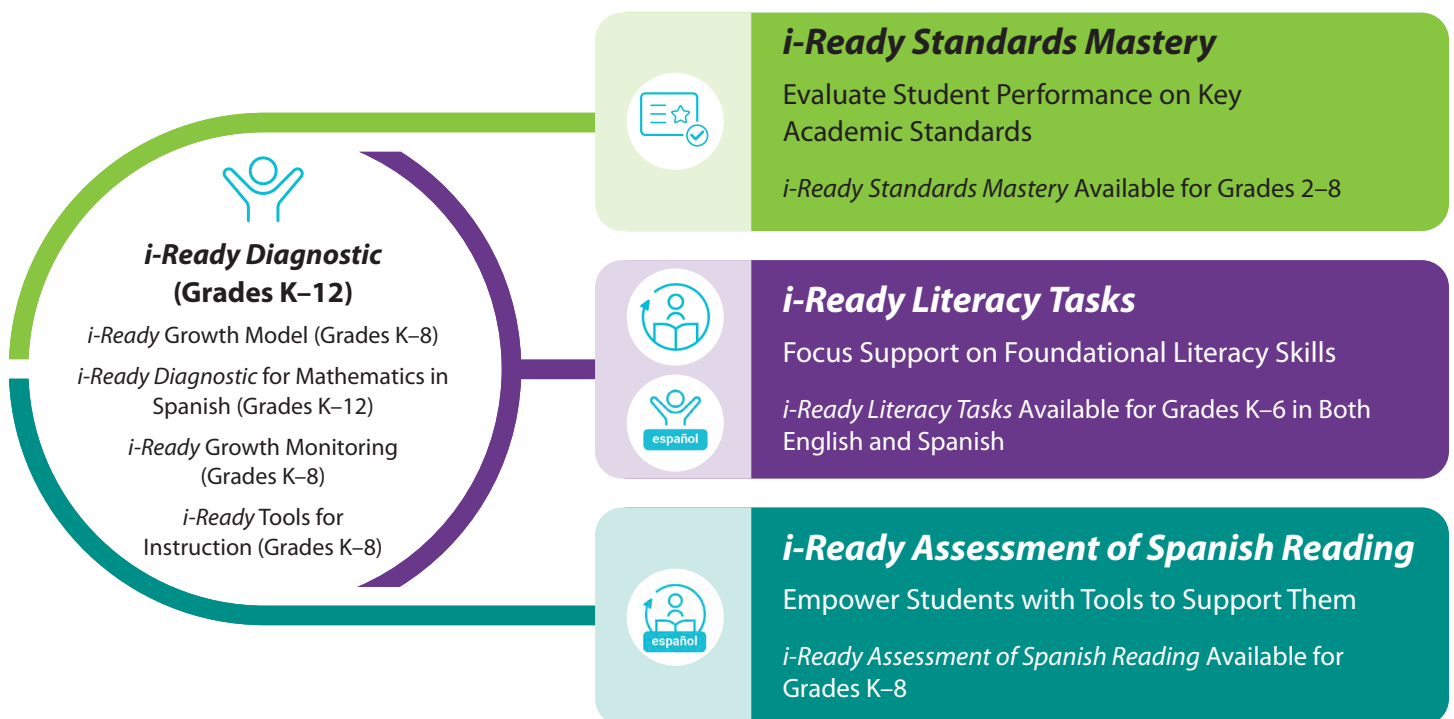 i-Ready Diagnostic
(Grades K–12)
i-Ready Growth Model (Grades K–8)
i-Ready Diagnostic for Mathematics in
Spanish (Grades K–12)
i-Ready Growth Monitoring
(Grades K–8)
i-Ready Tools for
Instruction (Grades K–8)
i-Ready Standards Mastery
Evaluate Student Performance on Key
Academic Standards
i-Ready Standards Mastery Available for Grades 2–8
español
i-Ready Literacy Tasks
Focus Support on Foundational Literacy Skills
i-Ready Literacy Tasks Available for Grades K–6 in Both
English and Spanish
español
i-Ready Assessment of Spanish Reading
Empower Students with Tools to Support Them
i-Ready Assessment of Spanish Reading Available for
Grades K–8